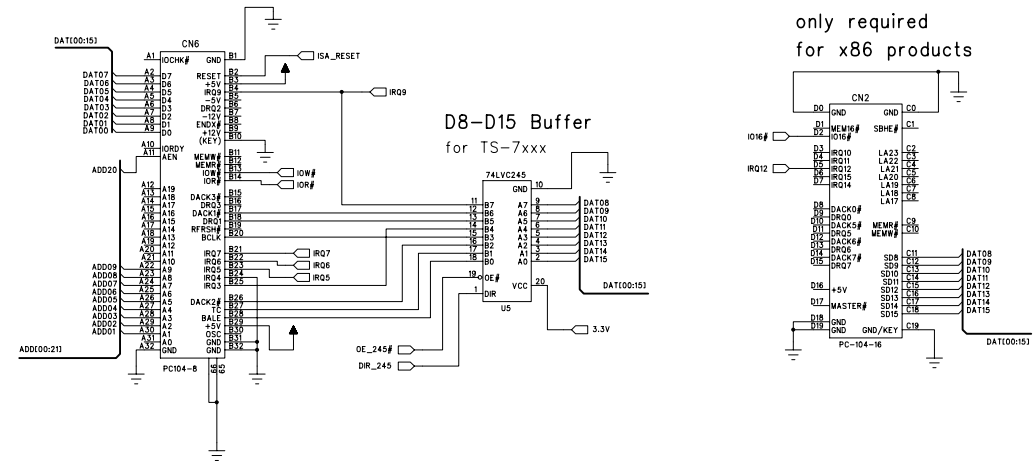 only required
for x86 products
D8-D15 Buffer
for TS-7xxx
DAT[00:15]
CN6
A1 IOCHK# GND B1
A2 D7 RESET B2
A3 D6 +5V B3
A4 D5 IRQ9 B4
A5 D4 -5V B5
A6 D3 DRQ2 B6
A7 D2 -12V B7
A8 D1 ENDX# B8
A9 D0 +12V B9
(KEY) B10
A10 IORDY
A11 AEN
MEMW# B11
MEMR# B12
IOW# B13
IOR# B14
A12 A19
A13 A18 DACK3# B15
A14 A17 DRQ3 B16
A15 A16 DACK1# B17
A16 A15 DRQ1 B18
A17 A14 RFRSH# B19
A18 A13 BCLK B20
A19 A12
A20 A11 IRQ7 B21
A21 A10 IRQ6 B22
A22 A9 IRQ5 B23
A23 A8 IRQ4 B24
A24 A7 IRQ3 B25
A25 A6
A26 A5 DACK2# B26
A27 A4 TC B27
A28 A3 BALE B28
A29 A2 +5V B29
A30 A1 OSC B30
A31 A0 GND B31
A32 GND GND B32
PC104-8
66
65
DAT07
DAT06
DAT05
DAT04
DAT03
DAT02
DAT01
DAT00
ADD20
ADD09
ADD08
ADD07
ADD06
ADD05
ADD04
ADD03
ADD02
ADD01
ADD[00:21]
ISA_RESET
IRQ9
IOW#
IOR#
IRQ7
IRQ6
IRQ5
OE_245#
DIR_245
74LVC245
GND 10
11 B7 A7 9 DAT08
12 B6 A6 8 DAT09
13 B5 A5 7 DAT10
14 B4 A4 6 DAT11
15 B3 A3 5 DAT12
16 B2 A2 4 DAT13
17 B1 A1 3 DAT14
18 B0 A0 2 DAT15
19 OE#
VCC 20
1 DIR
U5
DAT[00:15]
3.3V
CN2
D0 GND GND C0
D1 MEM16# SBHE# C1
IO16# D2 IO16#
D3 IRQ10 LA23 C2
D4 IRQ11 LA22 C3
IRQ12 D5 IRQ12 LA21 C4
D6 IRQ15 LA20 C5
D7 IRQ14 LA19 C6
LA18 C7
LA17 C8
D8 DACK0#
D9 DRQ0
D10 DACK5# MEMR# C9
D11 DRQ5 MEMW# C10
D12 DACK6#
D13 DRQ6
D14 DACK7# SD8 C11 DAT08
D15 DRQ7 SD9 C12 DAT09
SD10 C13 DAT10
SD11 C14 DAT11
D16 +5V SD12 C15 DAT12
SD13 C16 DAT13
D17 MASTER# SD14 C17 DAT14
SD15 C18 DAT15
D18 GND
D19 GND GND/KEY C19
PC-104-16
DAT[00:15]